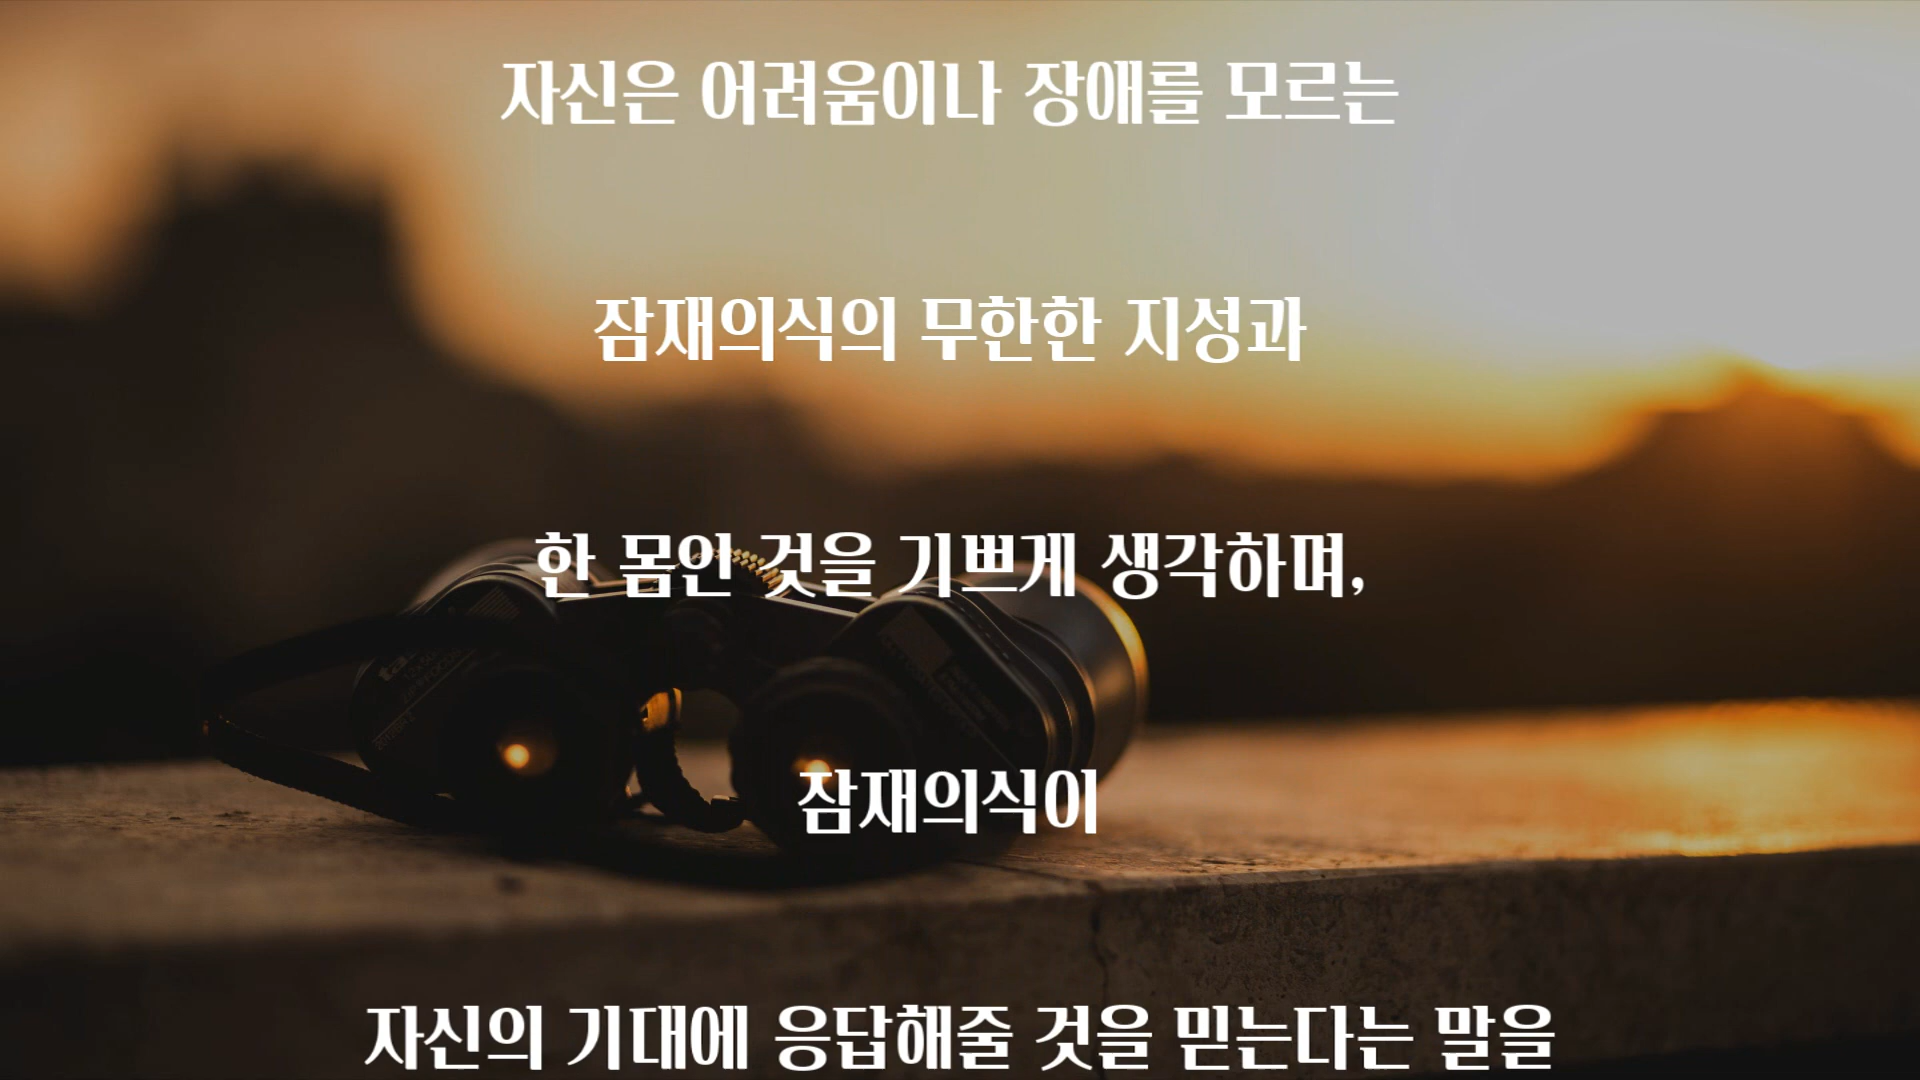 자신은 어려움이나 장애를 모르는
잠재의식의 무한한 지성과
한 몸인 것을 기쁘게 생각하며,
잠재의식이
자신의 기대에 응답해줄 것을 믿는다는 말을